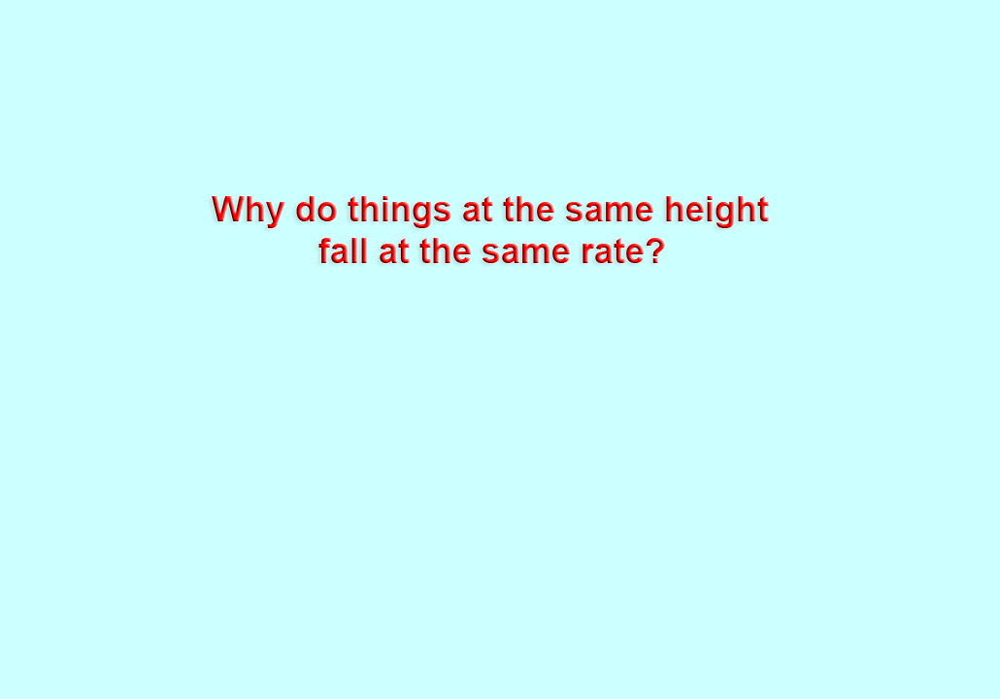 Why do things at the same height
fall at the same rate?